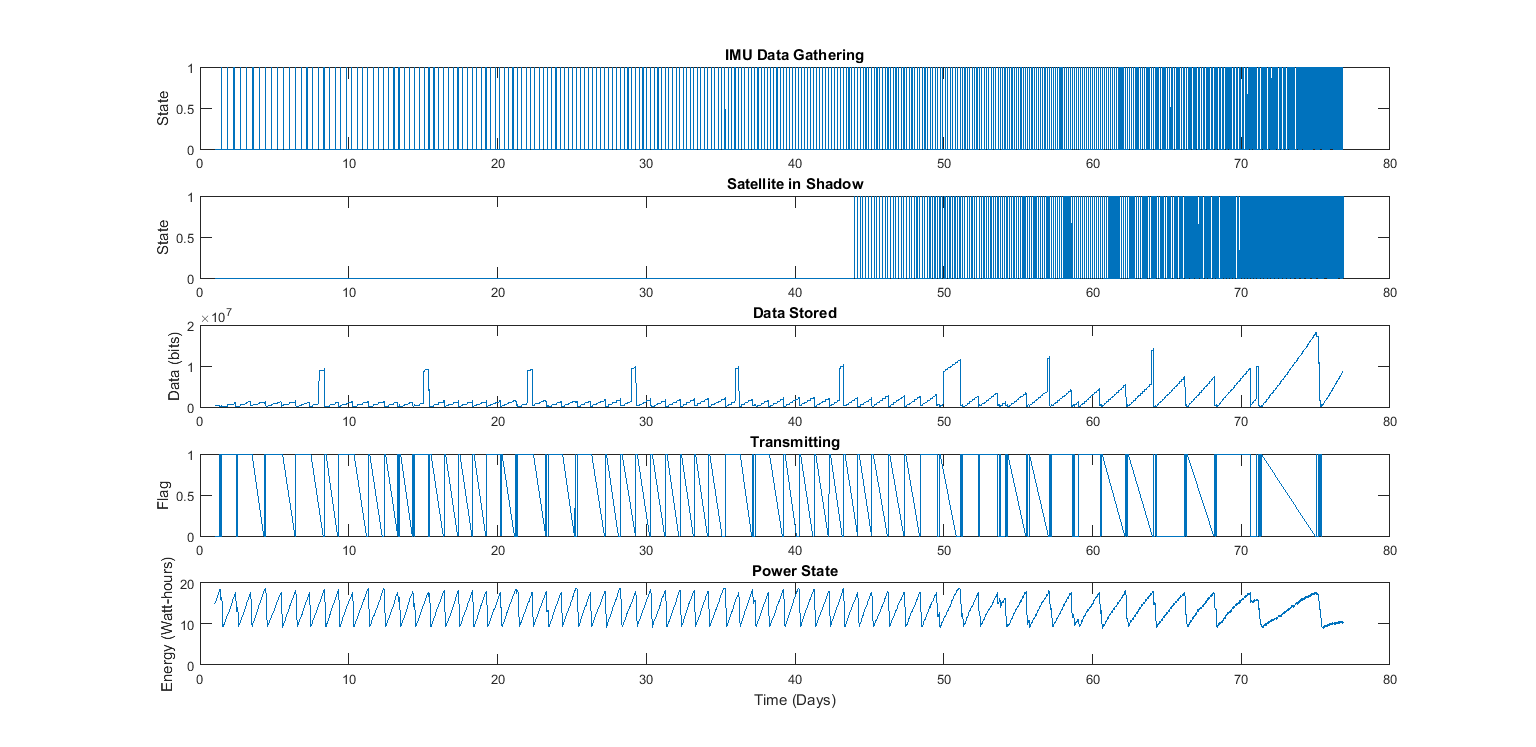 IMU Data Gathering
1
0.5
0
State
0 10 20 30 40 50 60 70 80
Satellite in Shadow
1
0.5
0
State
0 10 20 30 40 50 60 70 80
Data Stored
×10⁷
2
1
0
Data (bits)
0 10 20 30 40 50 60 70 80
Transmitting
1
0.5
0
Flag
0 10 20 30 40 50 60 70 80
Power State
20
10
0
Energy (Watt-hours)
0 10 20 30 40 50 60 70 80
Time (Days)